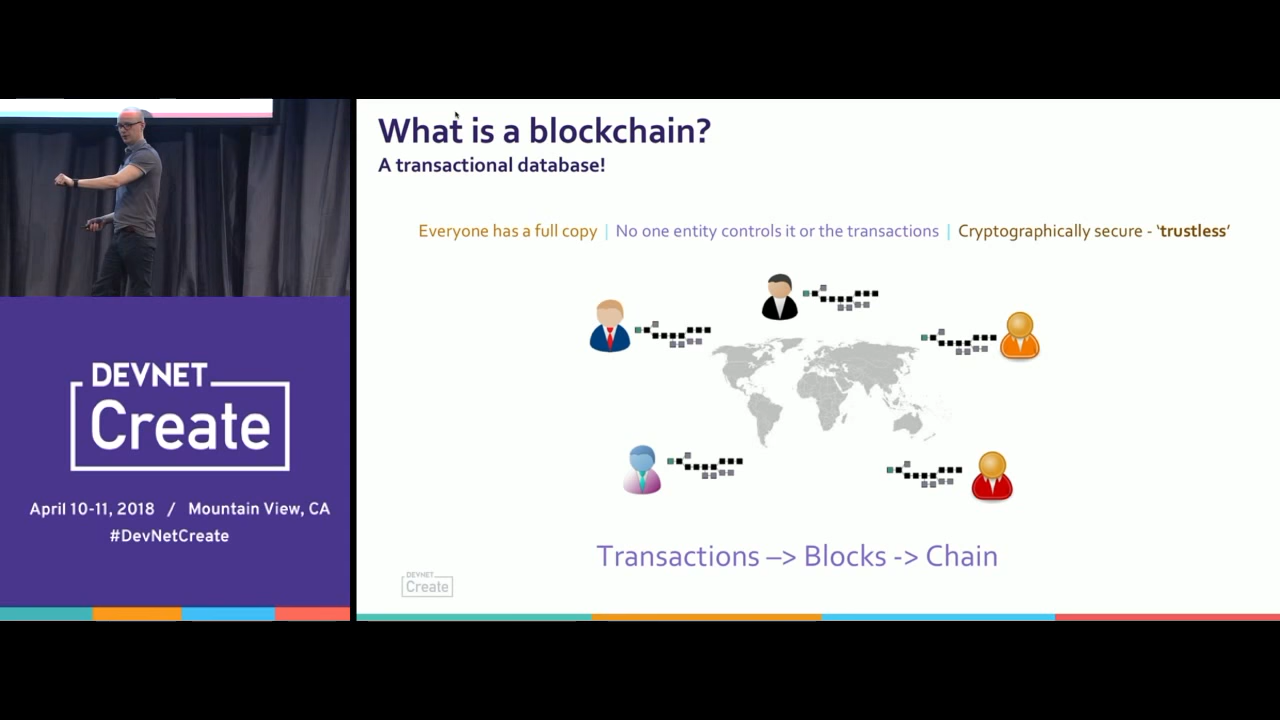 What is a blockchain?
A transactional database!
Everyone has a full copy | No one entity controls it or the transactions | Cryptographically secure - ‘trustless’
Transactions –> Blocks -> Chain
DEVNET
Create
DEVNET
Create
April 10-11, 2018 / Mountain View, CA
#DevNetCreate